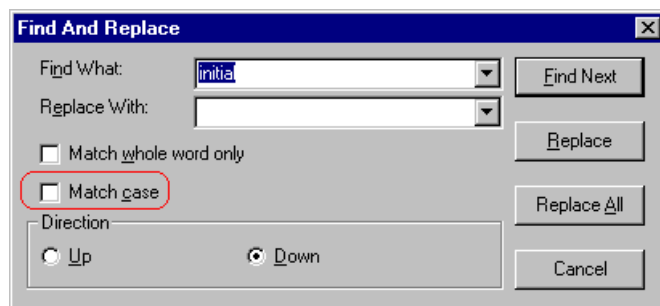 Find And Replace
Find What: initial Find Next
Replace With:
Replace
Match whole word only
Match case
Replace All
Direction
Up Down
Cancel